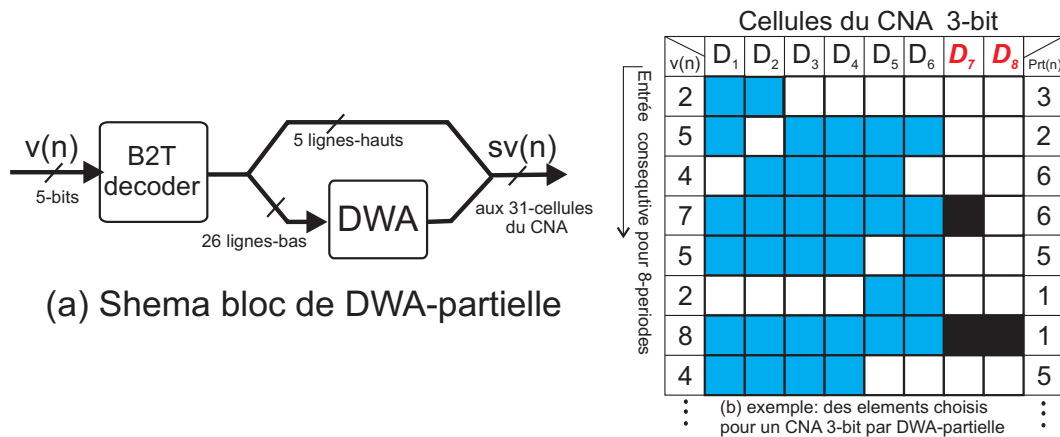 v(n)
5-bits
B2T
decoder
5 lignes-hauts
26 lignes-bas
DWA
sv(n)
aux 31-cellules
du CNA
(a) Shema bloc de DWA-partielle
Cellules du CNA 3-bit
Entrée consequtive pour 8-periodes
v(n) D1 D2 D3 D4 D5 D6 D7 D8 Prt(n)
2 3
5 2
4 6
7 6
5 5
2 1
8 1
4 5
(b) exemple: des elements choisis
pour un CNA 3-bit par DWA-partielle